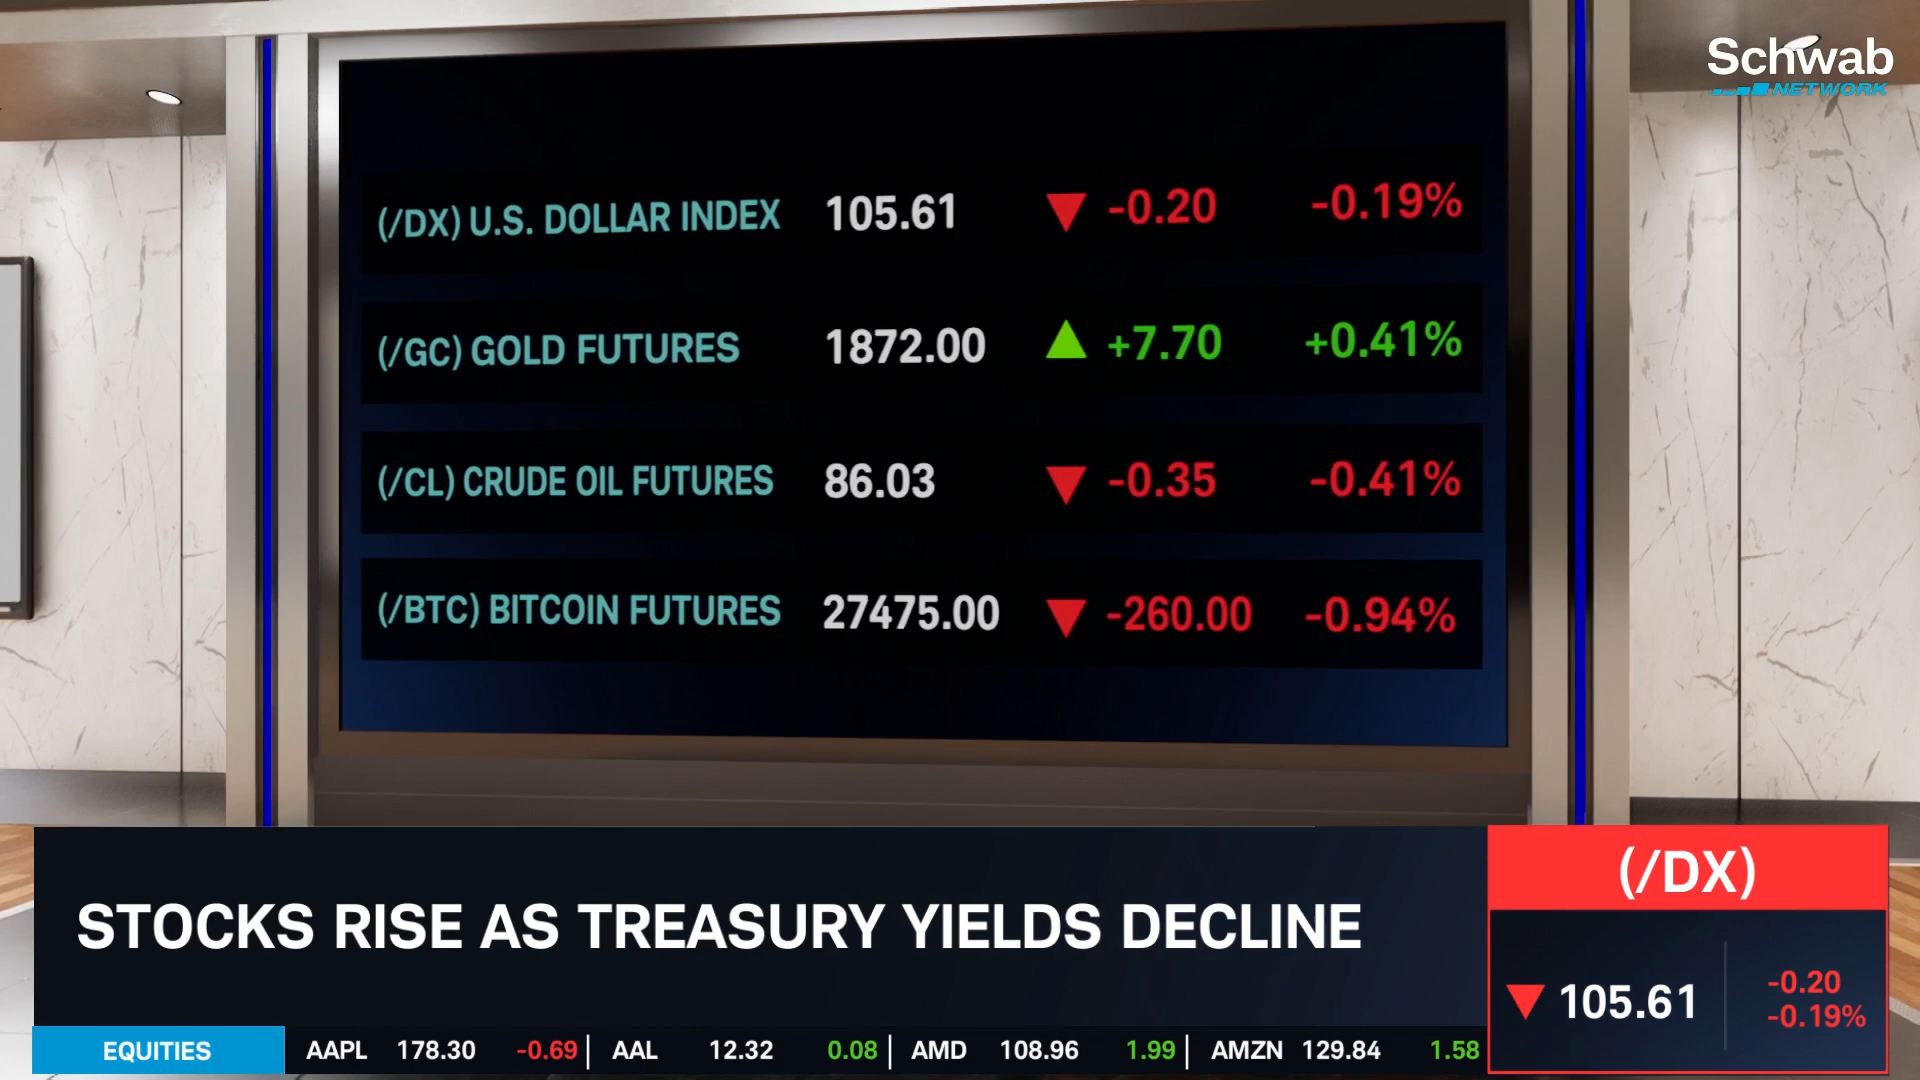 Schwab
NETWORK
(/DX) U.S. DOLLAR INDEX 105.61 ▼ -0.20 -0.19%
(/GC) GOLD FUTURES 1872.00 ▲ +7.70 +0.41%
(/CL) CRUDE OIL FUTURES 86.03 ▼ -0.35 -0.41%
(/BTC) BITCOIN FUTURES 27475.00 ▼ -260.00 -0.94%
STOCKS RISE AS TREASURY YIELDS DECLINE
(/DX)
▼ 105.61 -0.20
-0.19%
EQUITIES AAPL 178.30 -0.69 | AAL 12.32 0.08 | AMD 108.96 1.99 | AMZN 129.84 1.58